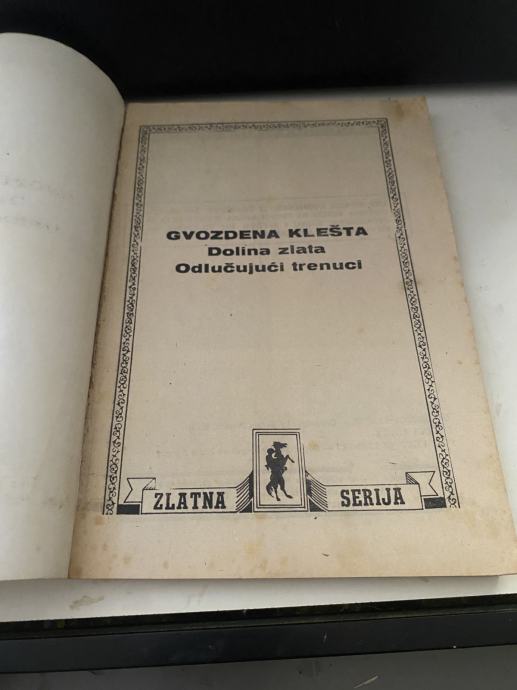 GVOZDENA KLEŠTA
Dolina zlata
Odlučujući trenuci
ZLATNA SERIJA